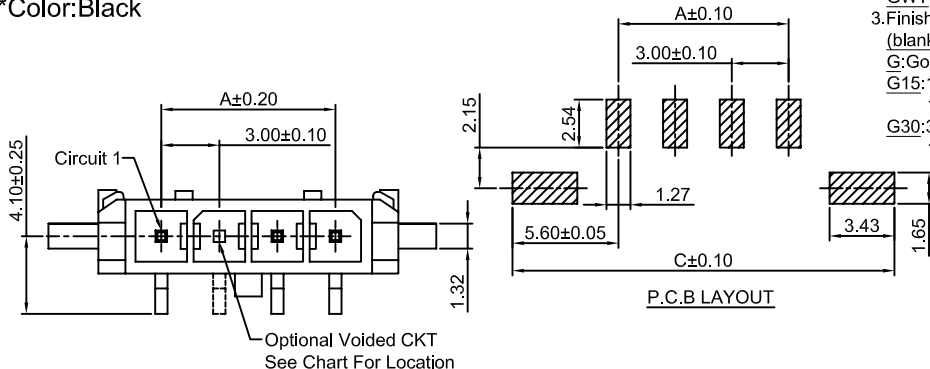 *Color:Black
A±0.20
3.00±0.10
Circuit 1
4.10±0.25
1.32
Optional Voided CKT
See Chart For Location
A±0.10
3.00±0.10
2.15
2.54
1.27
5.60±0.05
3.43
1.65
C±0.10
P.C.B LAYOUT
3.Finish
(blank
G:Go
G15:1
G30:3